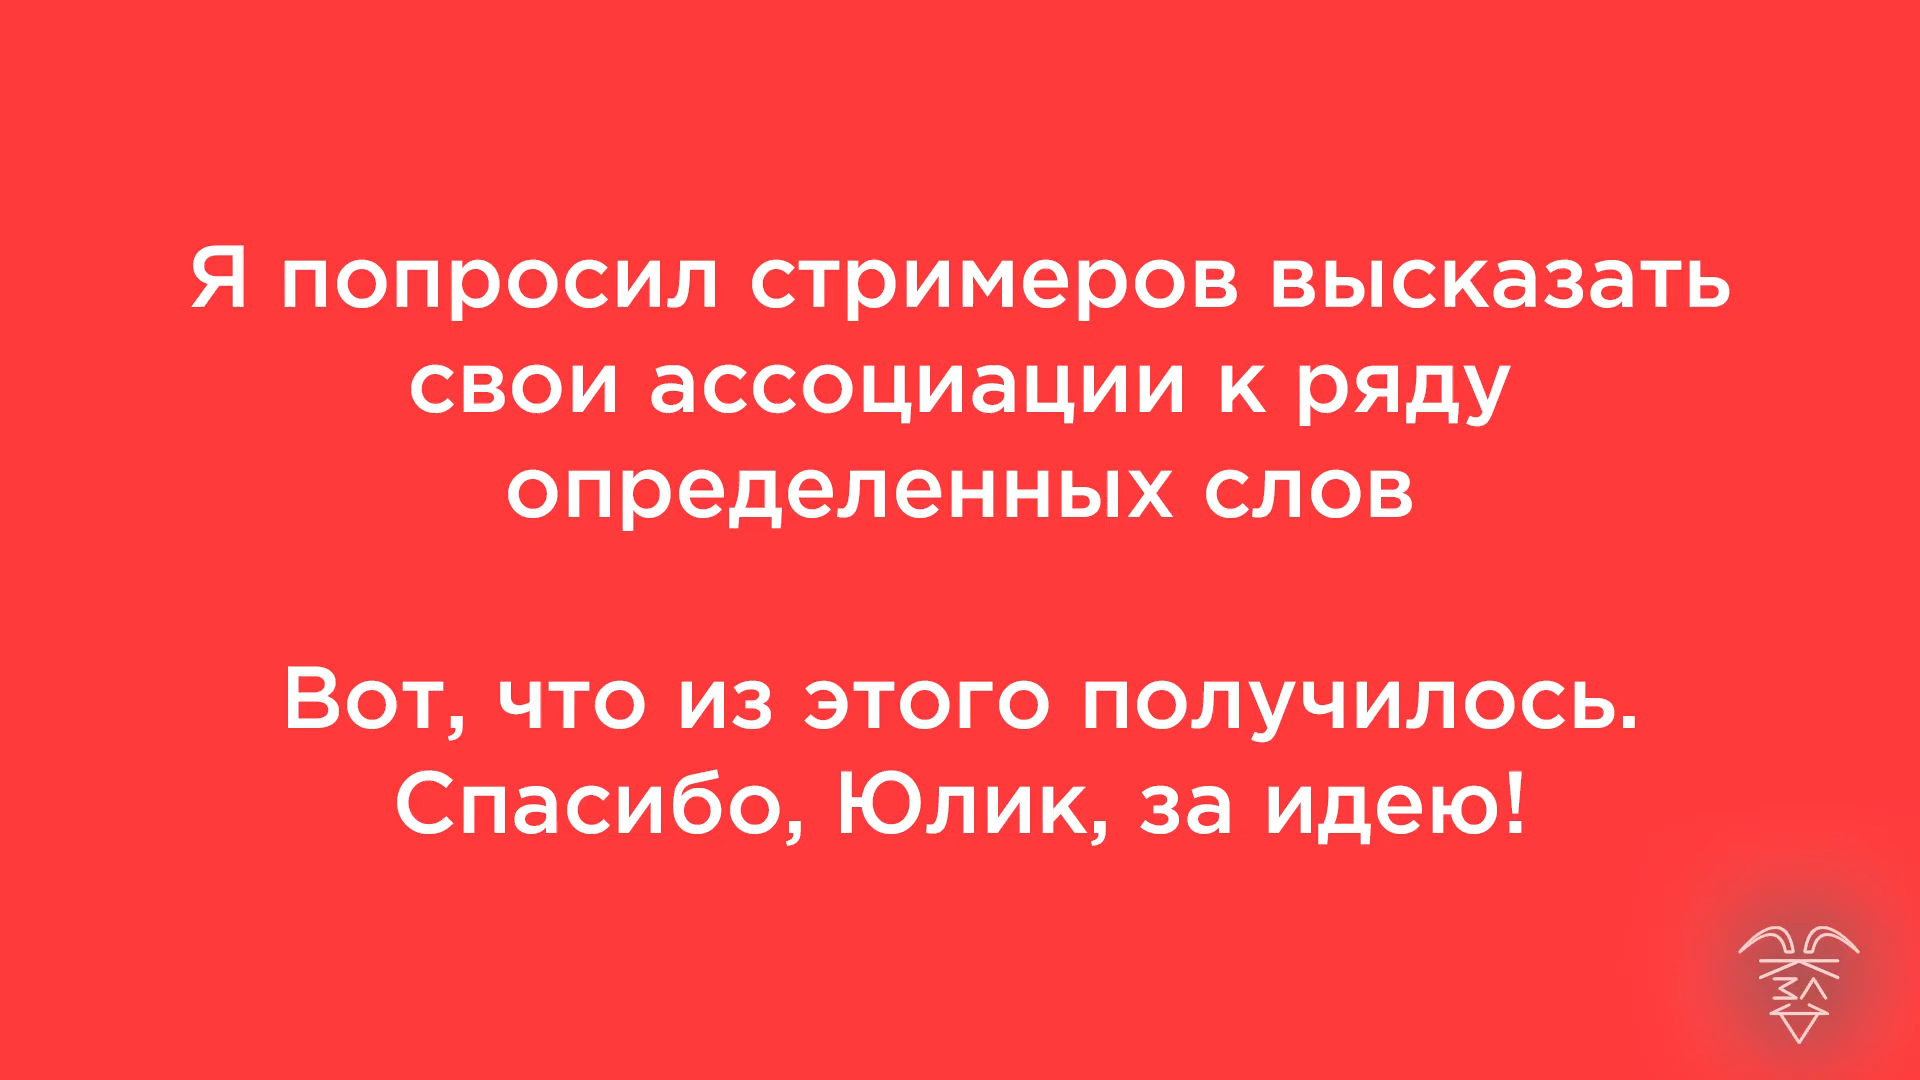 Я попросил стримеров высказать
свои ассоциации к ряду
определенных слов
Вот, что из этого получилось.
Спасибо, Юлик, за идею!